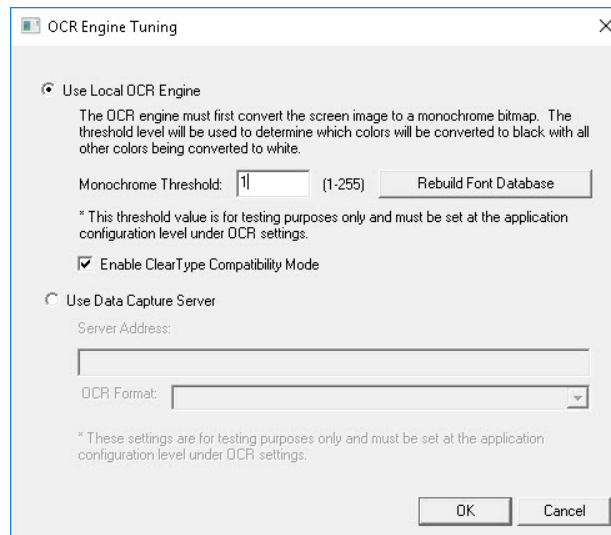 OCR Engine Tuning
Use Local OCR Engine
The OCR engine must first convert the screen image to a monochrome bitmap. The
threshold level will be used to determine which colors will be converted to black with all
other colors being converted to white.
Monochrome Threshold: 1 (1-255) Rebuild Font Database
* This threshold value is for testing purposes only and must be set at the application
configuration level under OCR settings.
Enable ClearType Compatibility Mode
Use Data Capture Server
Server Address:
OCR Format:
* These settings are for testing purposes only and must be set at the application
configuration level under OCR settings.
OK Cancel